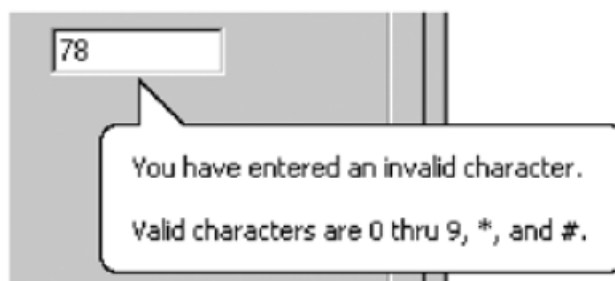 78
You have entered an invalid character.
Valid characters are 0 thru 9, *, and #.